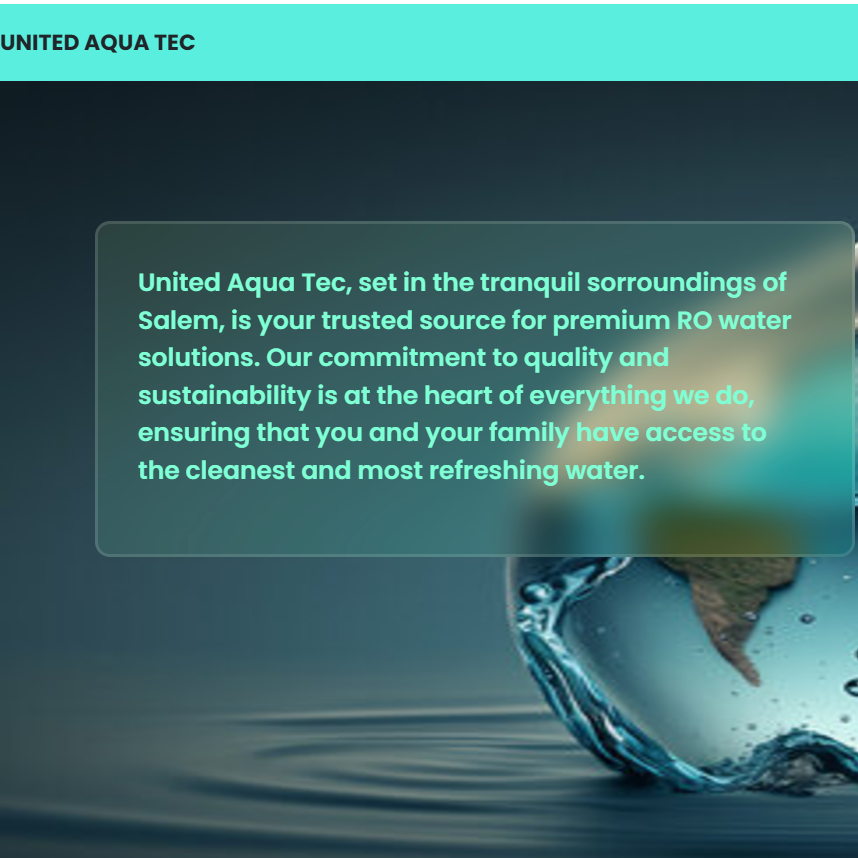 UNITED AQUA TEC
United Aqua Tec, set in the tranquil sorroundings of
Salem, is your trusted source for premium RO water
solutions. Our commitment to quality and
sustainability is at the heart of everything we do,
ensuring that you and your family have access to
the cleanest and most refreshing water.